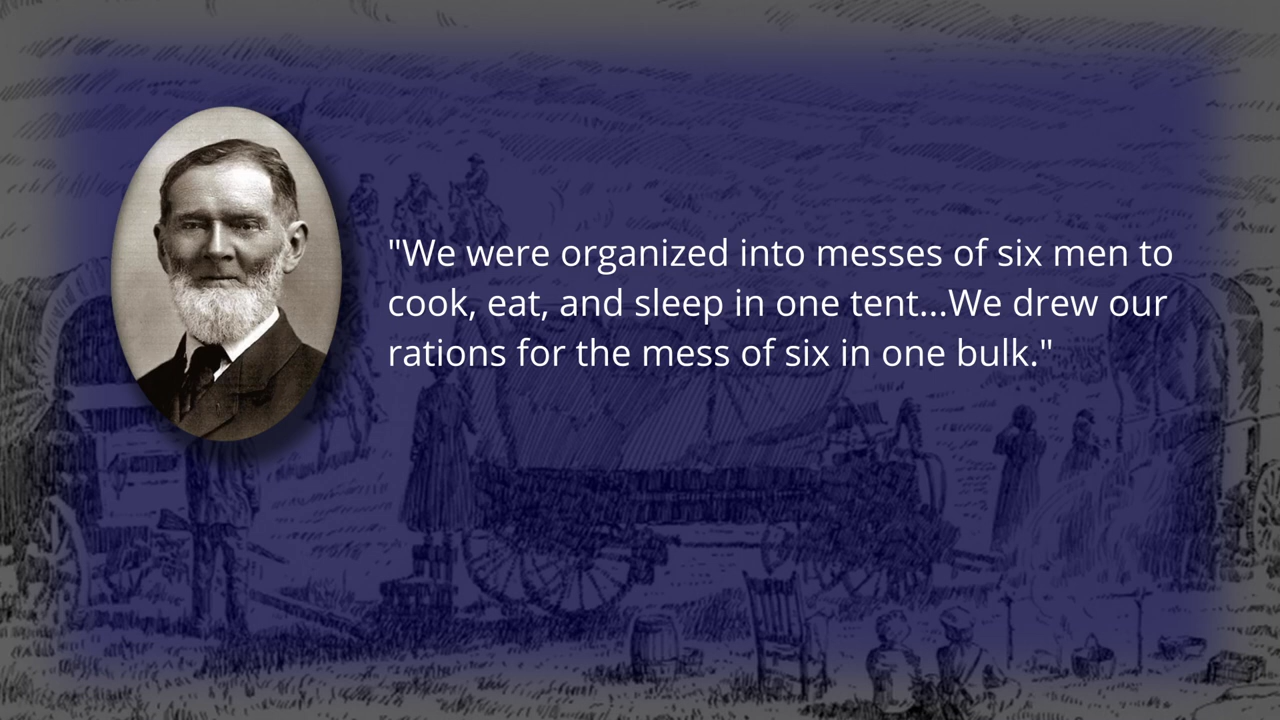 "We were organized into messes of six men to
cook, eat, and sleep in one tent...We drew our
rations for the mess of six in one bulk."